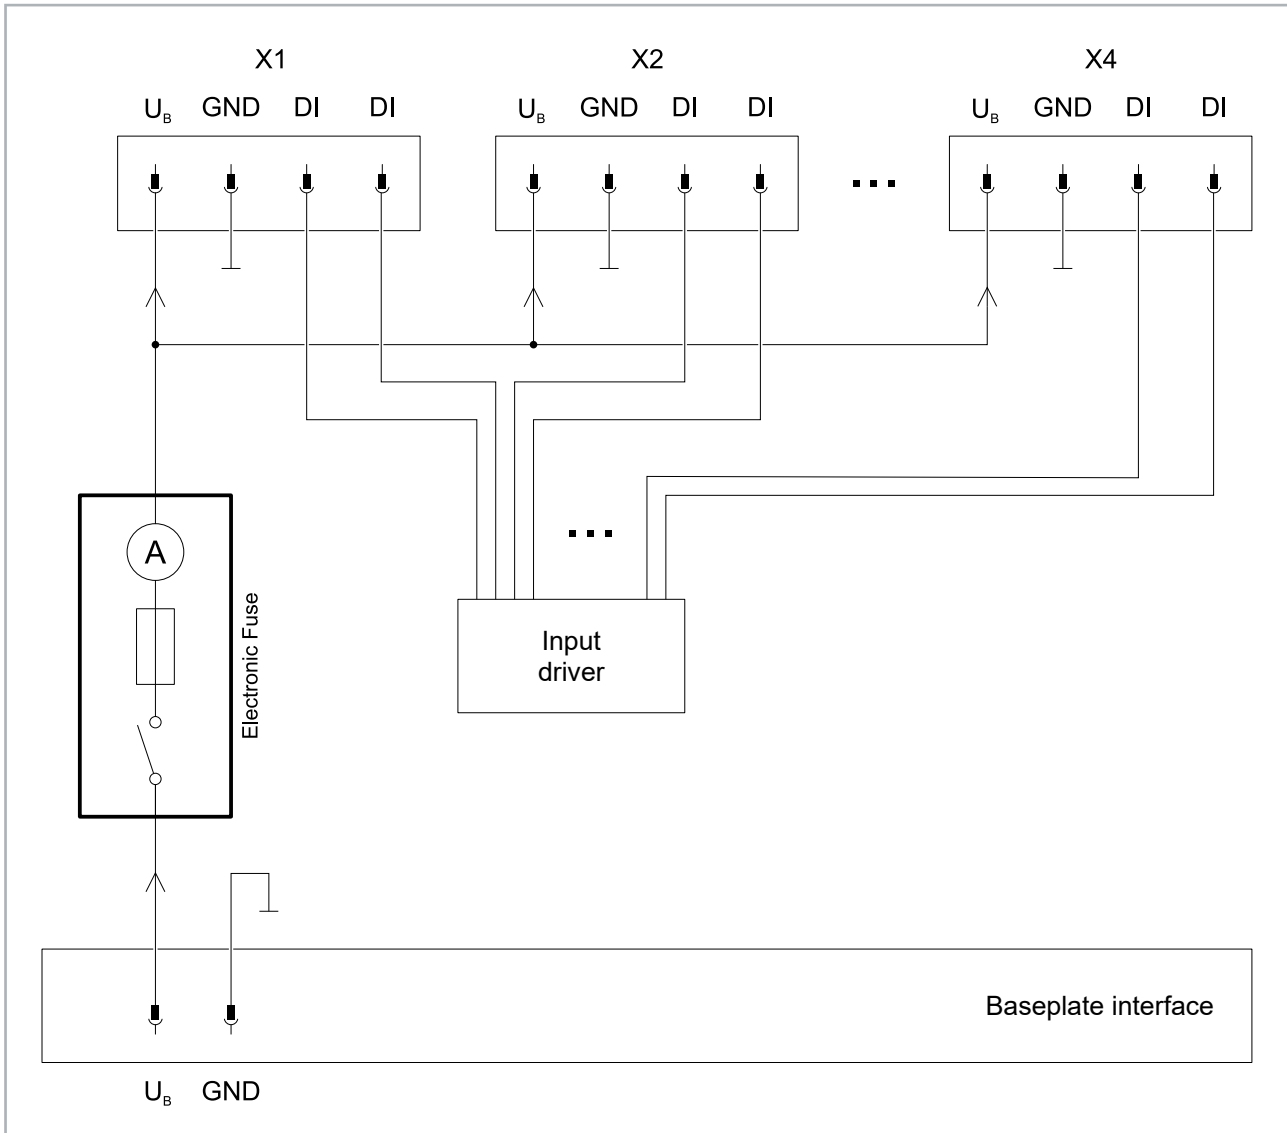 X1 X2 X4
U_B GND DI DI U_B GND DI DI U_B GND DI DI
A
Electronic Fuse
Input
driver
Baseplate interface
U_B GND